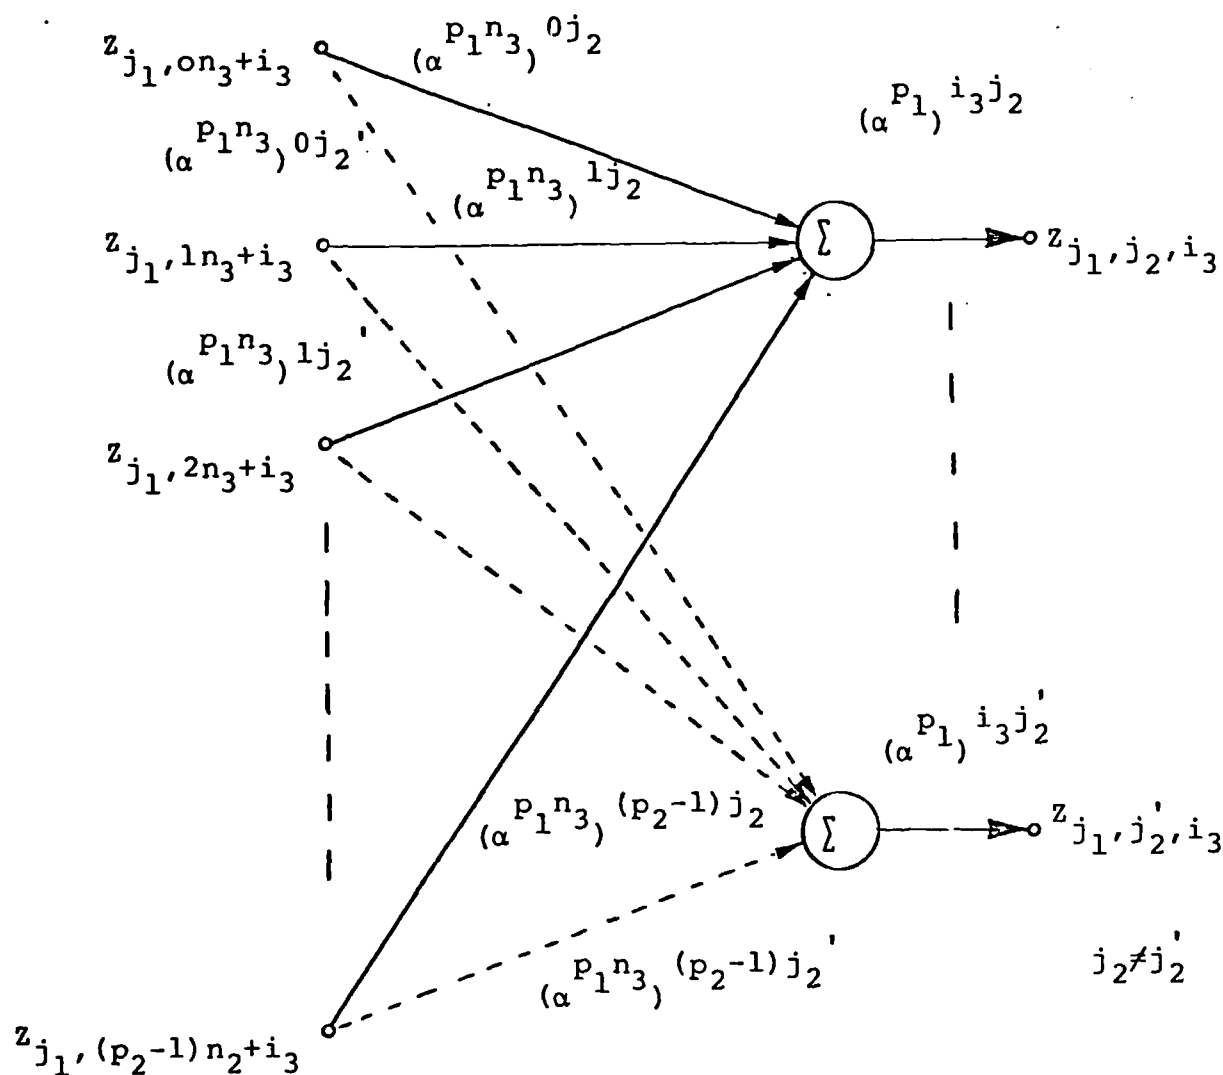 z_{j_1,on_3+i_3}
(α^{p_1n_3})^{0j_2}
(α^{p_1})^{i_3j_2}
(α^{p_1n_3})^{0j_2'}
(α^{p_1n_3})^{1j_2}
z_{j_1,1n_3+i_3}
Σ
z_{j_1,j_2,i_3}
(α^{p_1n_3})^{1j_2'}
z_{j_1,2n_3+i_3}
(α^{p_1})^{i_3j_2'}
(α^{p_1n_3})^{(p_2-1)j_2}
Σ
z_{j_1,j_2',i_3}
(α^{p_1n_3})^{(p_2-1)j_2'}
j_2≠j_2'
z_{j_1,(p_2-1)n_2+i_3}